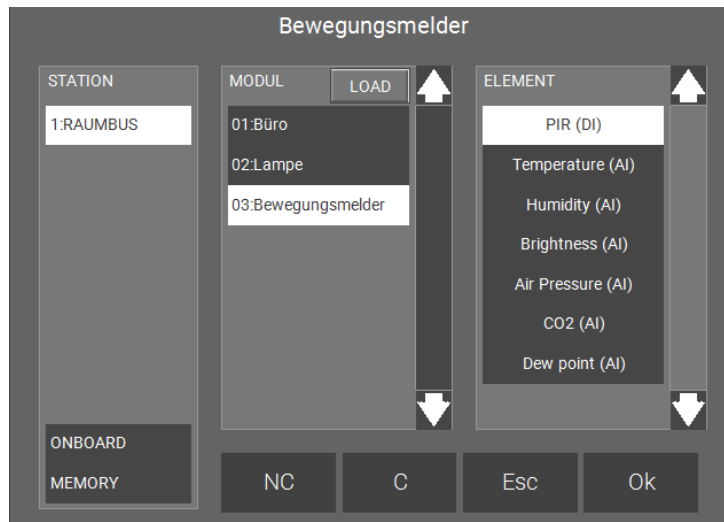 Bewegungsmelder
STATION
1:RAUMBUS
ONBOARD
MEMORY
MODUL
LOAD
01:Büro
02:Lampe
03:Bewegungsmelder
ELEMENT
PIR (DI)
Temperature (AI)
Humidity (AI)
Brightness (AI)
Air Pressure (AI)
CO2 (AI)
Dew point (AI)
NC
C
Esc
Ok